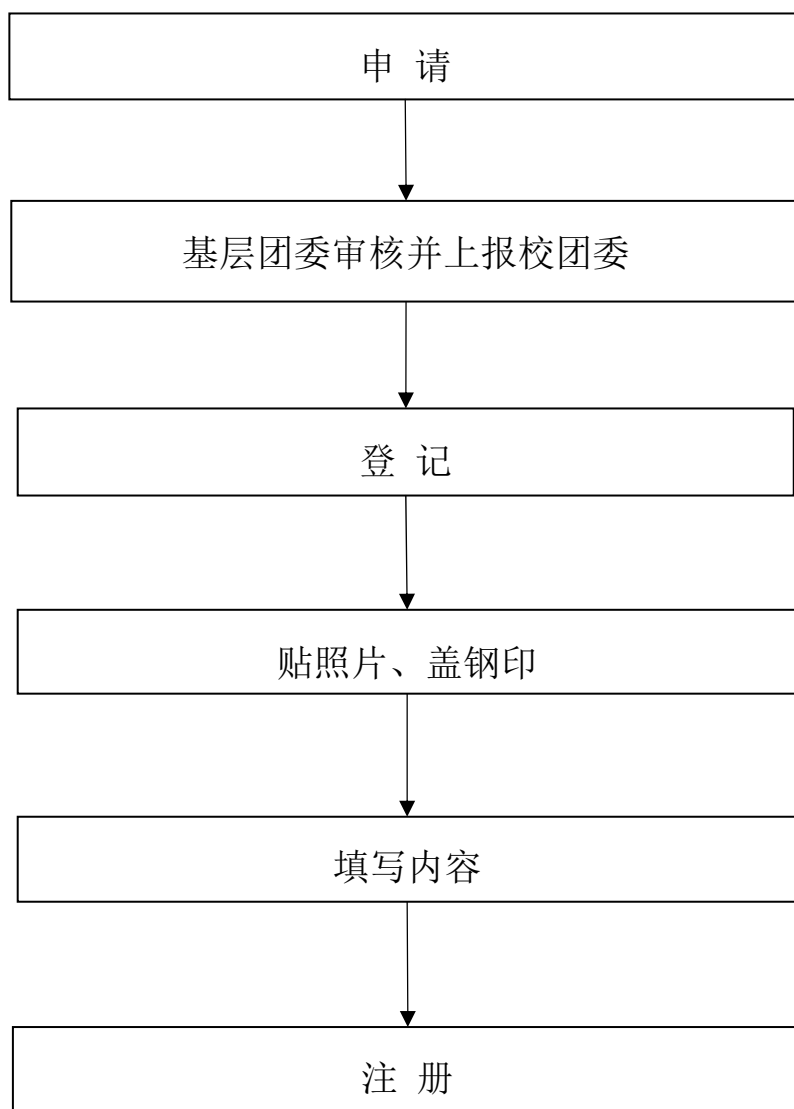 申 请
基层团委审核并上报校团委
登 记
贴照片、盖钢印
填写内容
注 册